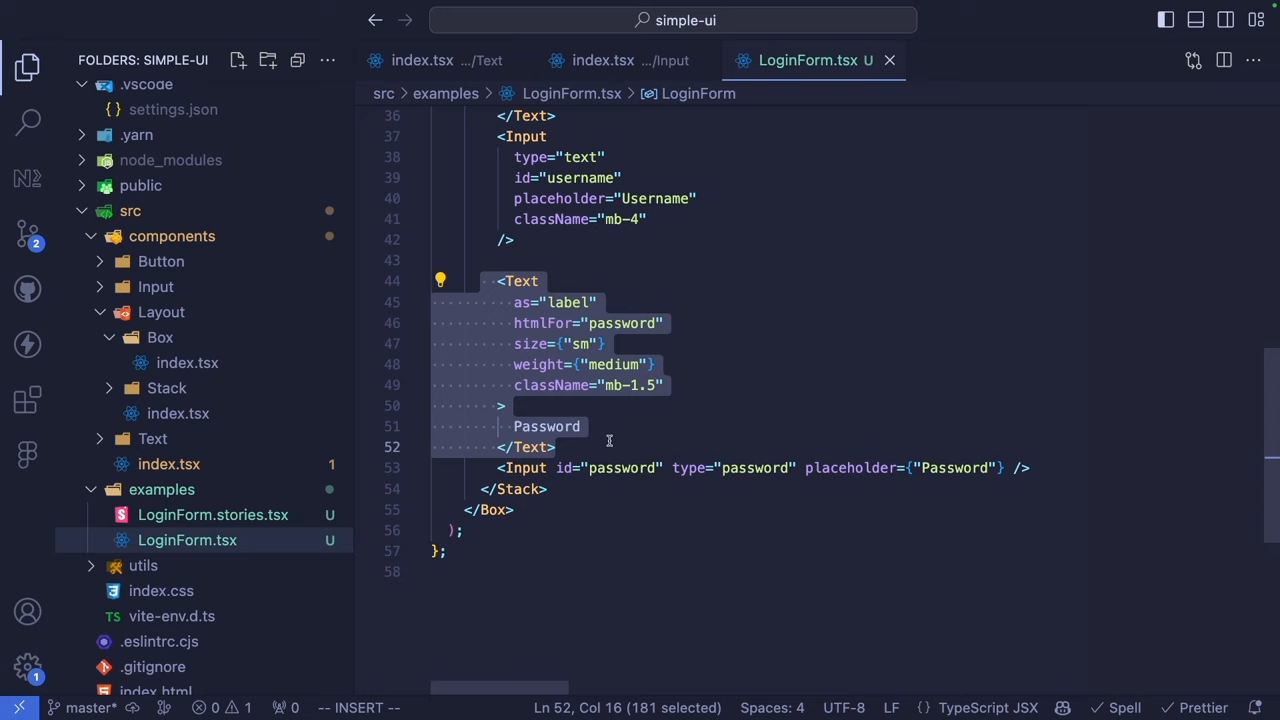 simple-ui
FOLDERS: SIMPLE-UI
index.tsx .../Text
index.tsx .../Input
LoginForm.tsx U
src > examples > LoginForm.tsx > LoginForm
.vscode
settings.json
.yarn
node_modules
public
src
components
Button
Input
Layout
Box
index.tsx
Stack
index.tsx
Text
index.tsx 1
examples
LoginForm.stories.tsx U
LoginForm.tsx U
utils
index.css
TS vite-env.d.ts
.eslintrc.cjs
.gitignore
index.html
2
1
36 </Text>
37 <Input
38 type="text"
39 id="username"
40 placeholder="Username"
41 className="mb-4"
42 />
43
44 <Text
45 as="label"
46 htmlFor="password"
47 size={"sm"}
48 weight={"medium"}
49 className="mb-1.5"
50 >
51 Password
52 </Text>
53 <Input id="password" type="password" placeholder={"Password"} />
54 </Stack>
55 </Box>
56 );
57 };
58
master* 0 1 0 -- INSERT -- Ln 52, Col 16 (181 selected) Spaces: 4 UTF-8 LF {} TypeScript JSX Spell Prettier